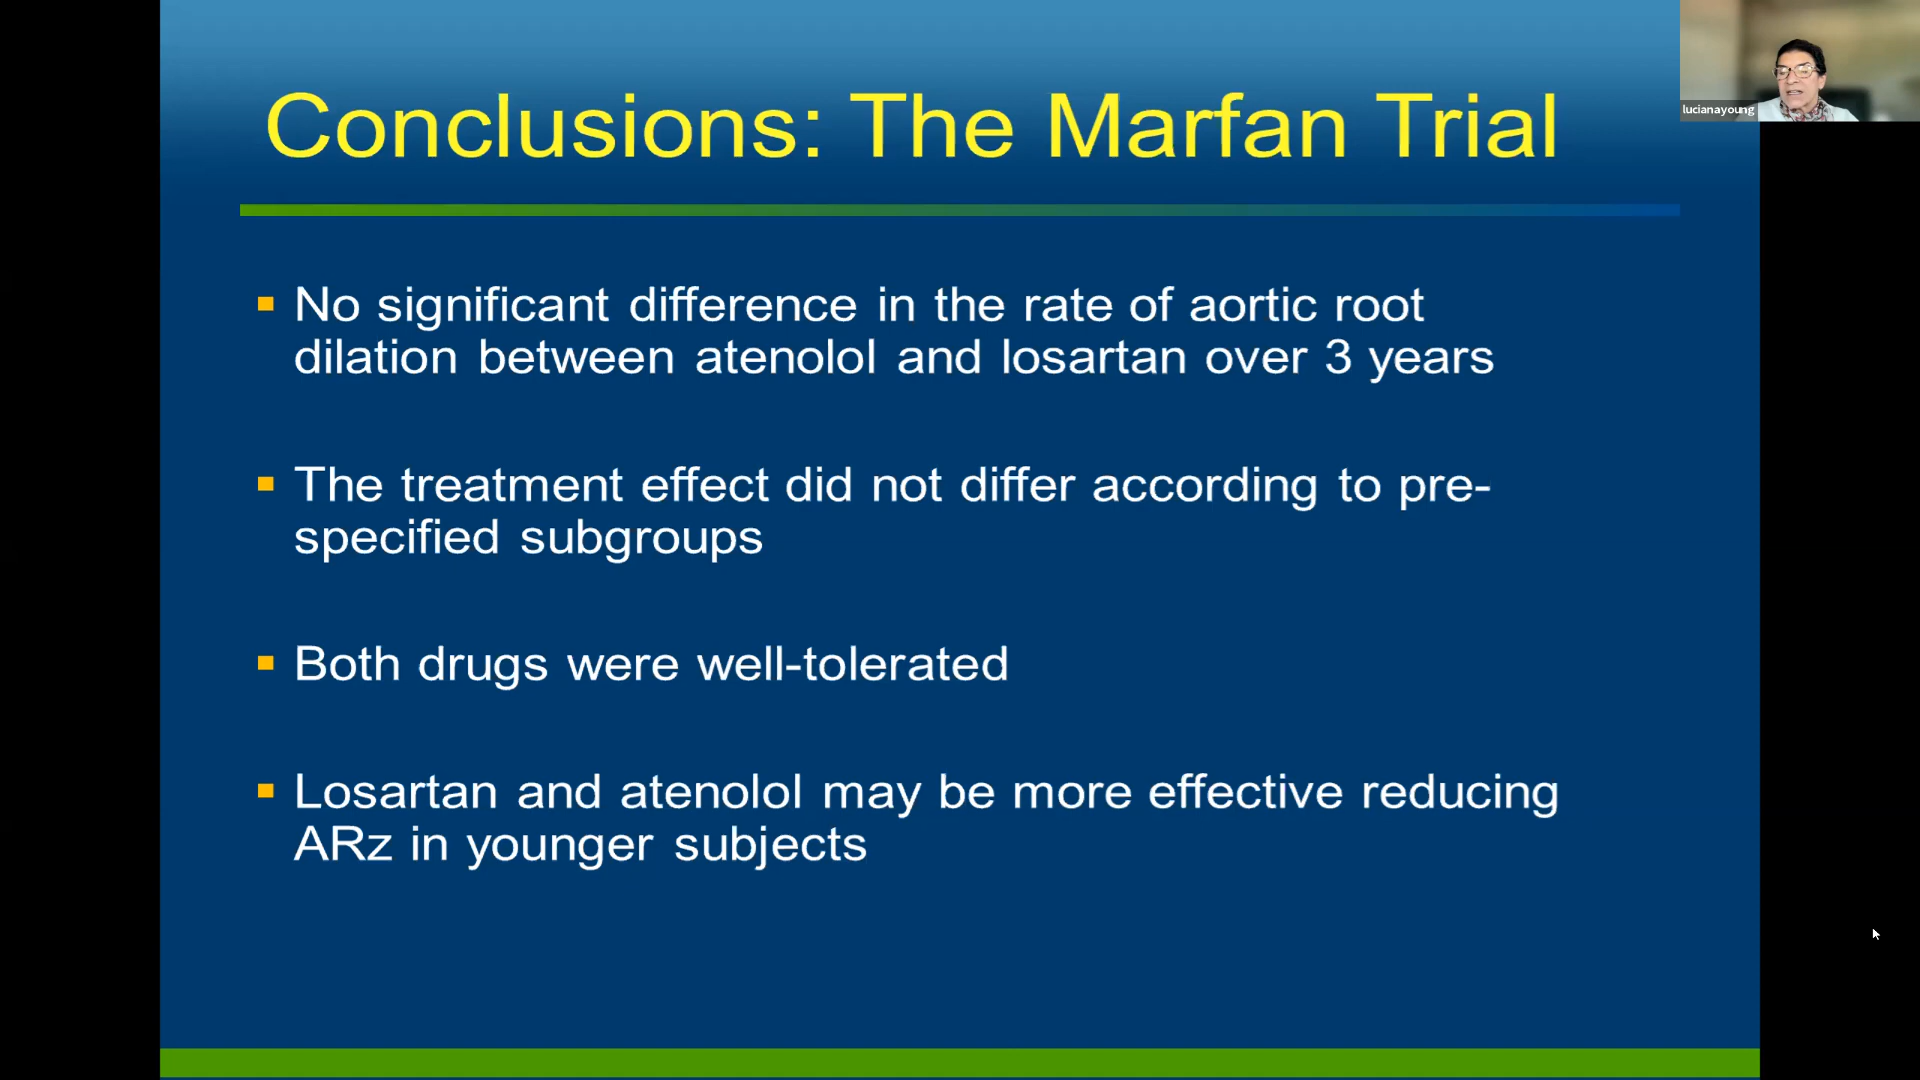 Conclusions: The Marfan Trial
lucianayoung
No significant difference in the rate of aortic root
dilation between atenolol and losartan over 3 years
The treatment effect did not differ according to pre-
specified subgroups
Both drugs were well-tolerated
Losartan and atenolol may be more effective reducing
ARz in younger subjects